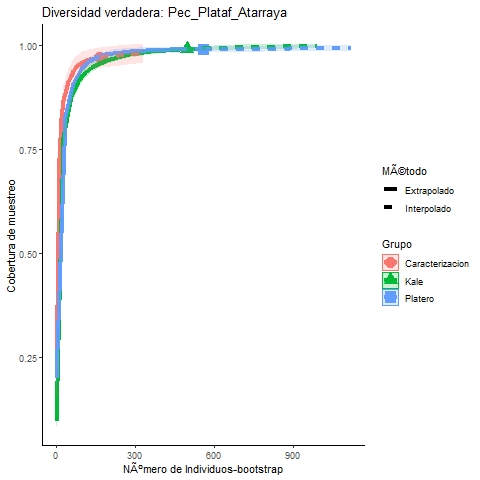 Diversidad verdadera: Pec_Plataf_Atarraya
1.00
0.75
0.50
0.25
Cobertura de muestreo
0
300
600
900
NÃºmero de Individuos-bootstrap
MÃ©todo
Extrapolado
Interpolado
Grupo
Caracterizacion
Kale
Platero